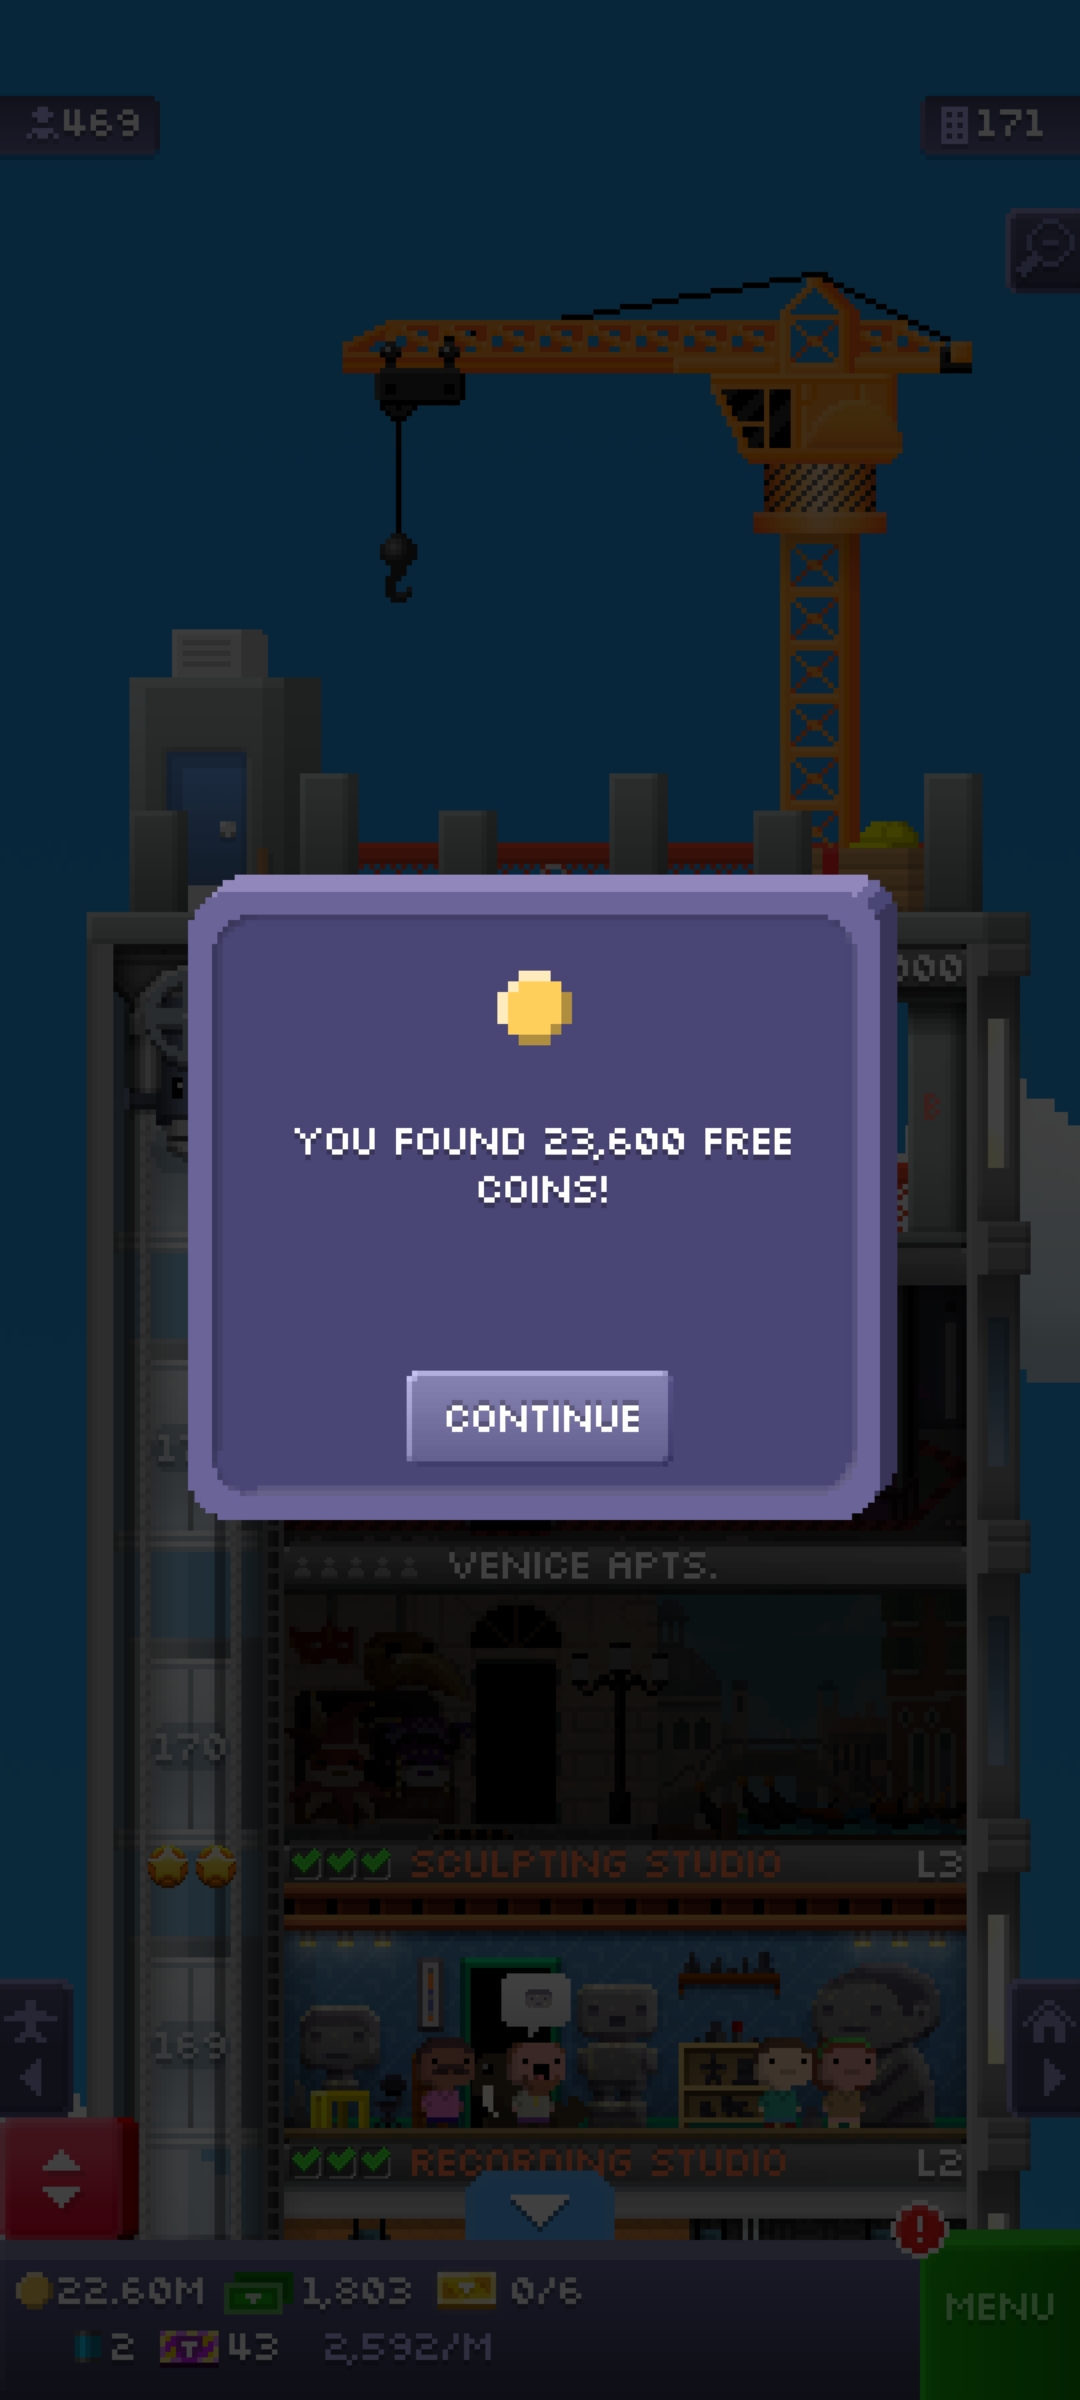 469
171
000
B
YOU FOUND 23,600 FREE
COINS!
CONTINUE
VENICE APTS.
170
SCULPTING STUDIO L3
169
RECORDING STUDIO L2
!
22.60M 1,803 0/6
MENU
2 T 43 2,592/M